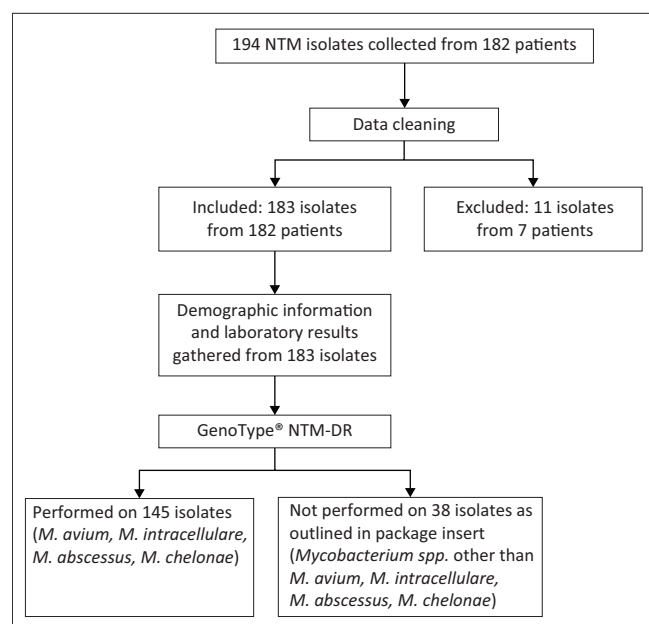 194 NTM isolates collected from 182 patients
Data cleaning
Included: 183 isolates
from 182 patients
Excluded: 11 isolates
from 7 patients
Demographic information
and laboratory results
gathered from 183 isolates
GenoType® NTM-DR
Performed on 145 isolates
(M. avium, M. intracellulare,
M. abscessus, M. chelonae)
Not performed on 38 isolates as
outlined in package insert
(Mycobacterium spp. other than
M. avium, M. intracellulare,
M. abscessus, M. chelonae)